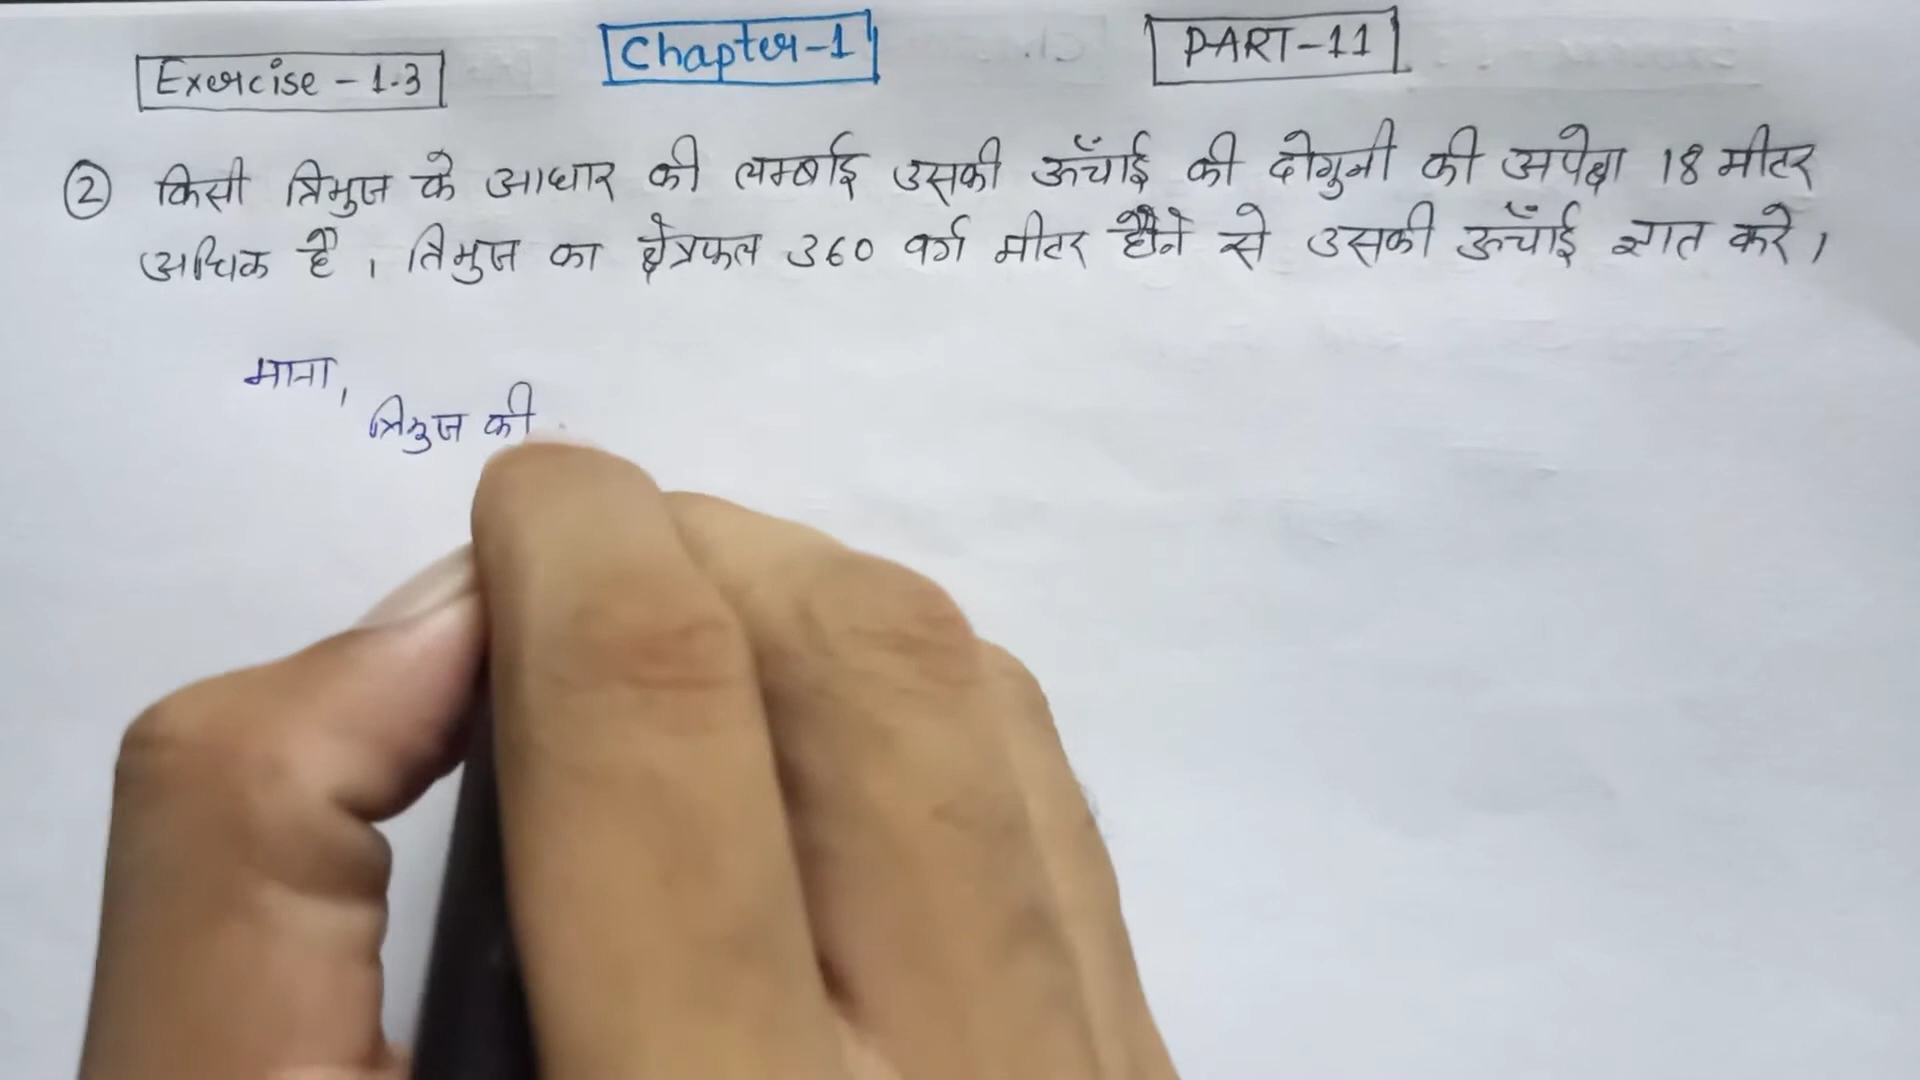 Exercise - 1.3 Chapter-1 PART-11
② किसी त्रिभुज के आधार की लम्बाई उसकी ऊँचाई की दोगुनी की अपेक्षा 18 मीटर
अधिक है । त्रिभुज का क्षेत्रफल 360 वर्ग मीटर होने से उसकी ऊँचाई ज्ञात करे ।
माना,
त्रिभुज की